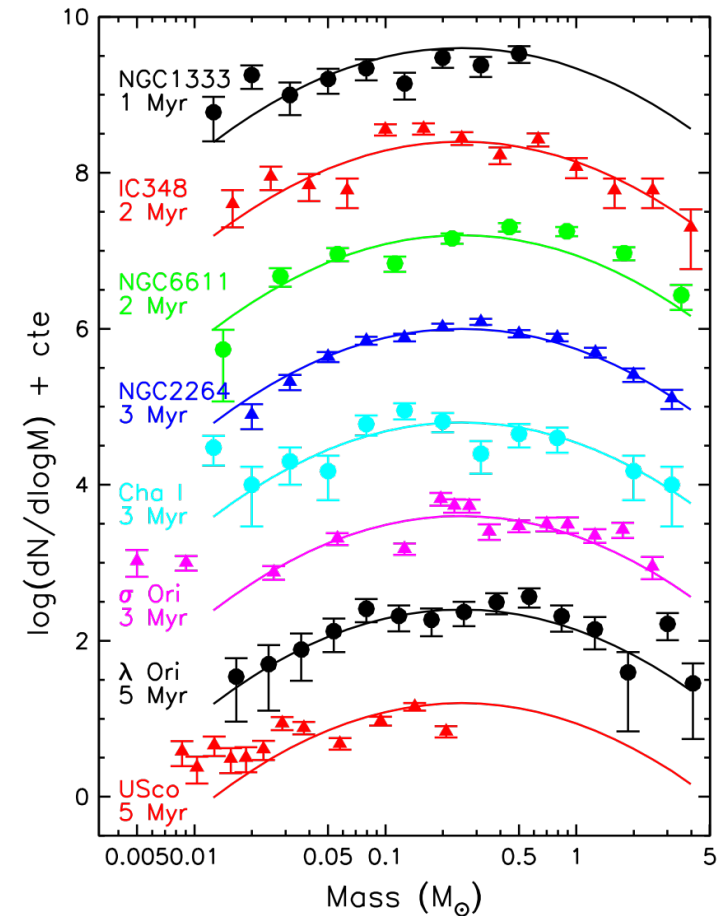 log(dN/dlogM) + cte
8
6
4
2
0
NGC1333
1 Myr
IC348
2 Myr
NGC6611
2 Myr
NGC2264
3 Myr
Cha I
3 Myr
σ Ori
3 Myr
λ Ori
5 Myr
USco
5 Myr
0.005 0.01 0.05 0.1 0.5 1 5
Mass (M☉)